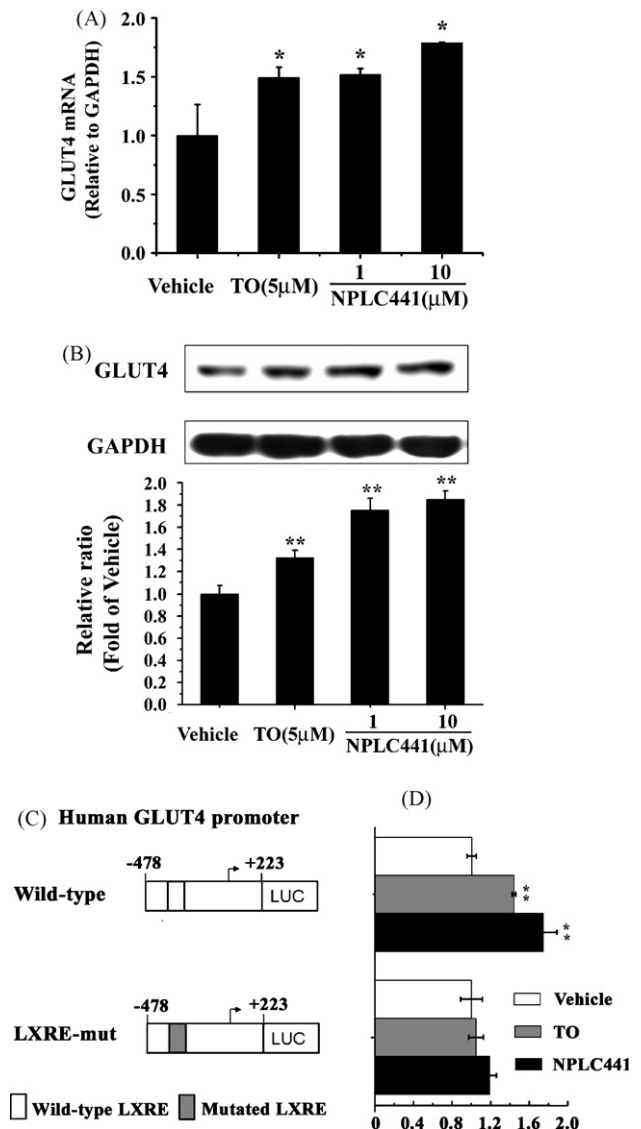 (A)
2.0
1.5
1.0
0.5
0.0
GLUT4 mRNA
(Relative to GAPDH)
*
*
*
Vehicle TO(5μM) 1 10
NPLC441(μM)
(B)
GLUT4
GAPDH
2.0
1.8
1.6
1.4
1.2
1.0
0.8
0.6
0.4
0.2
0.0
Relative ratio
(Fold of Vehicle)
**
**
**
Vehicle TO(5μM) 1 10
NPLC441(μM)
(C) Human GLUT4 promoter
-478 +223
Wild-type
LUC
-478 +223
LXRE-mut
LUC
Wild-type LXRE Mutated LXRE
(D)
**
**
Vehicle
TO
NPLC441
0 0.4 0.8 1.2 1.6 2.0